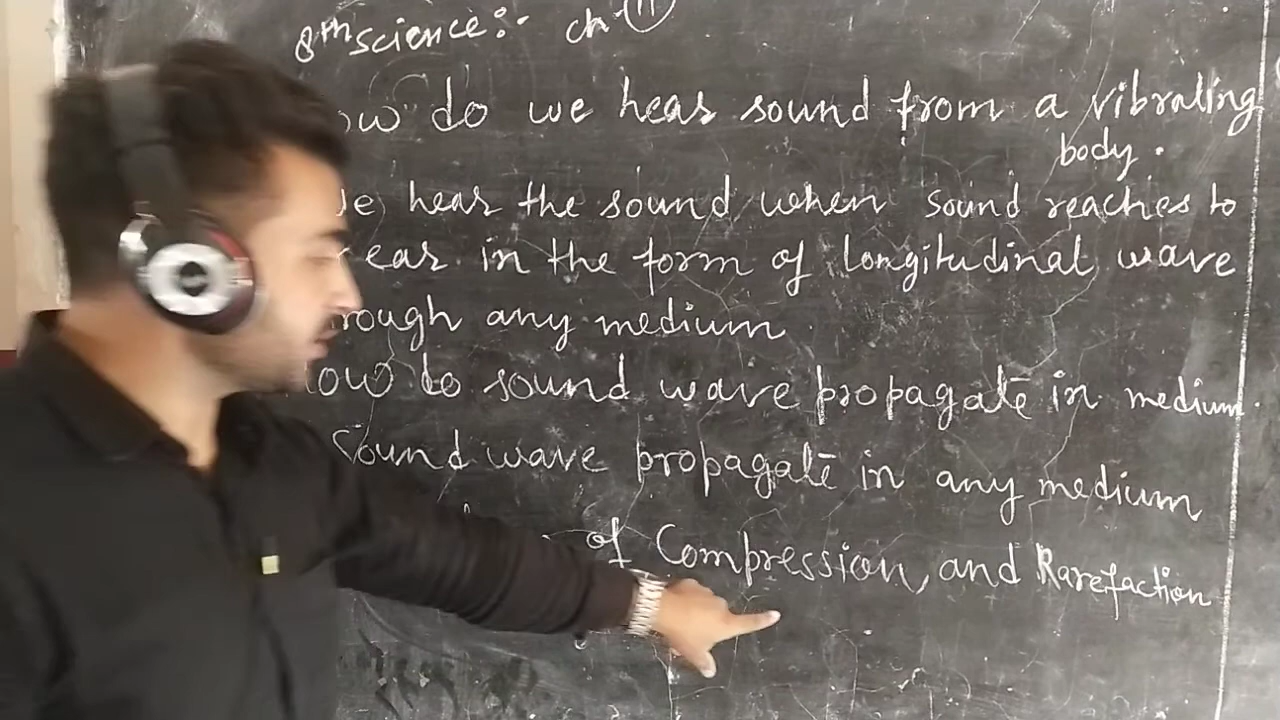 8th science:- ch-11
ow do we hear sound from a vibrating
body.
e hear the sound when sound reaches to
ear in the form of longitudinal wave
rough any medium
ow do sound wave propagate in medium.
Sound wave propagate in any medium
of Compression, and Rarefaction